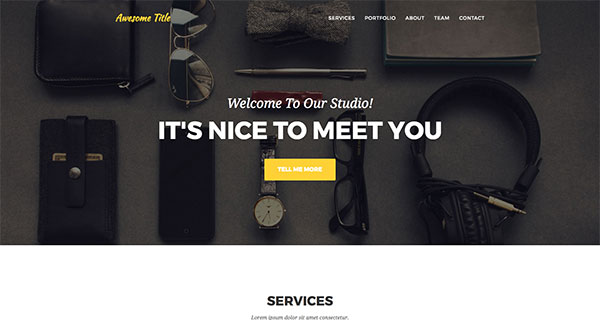 Awesome Title
SERVICES PORTFOLIO ABOUT TEAM CONTACT
Welcome To Our Studio!
IT'S NICE TO MEET YOU
TELL ME MORE
SERVICES
Lorem ipsum dolor sit amet consectetur.